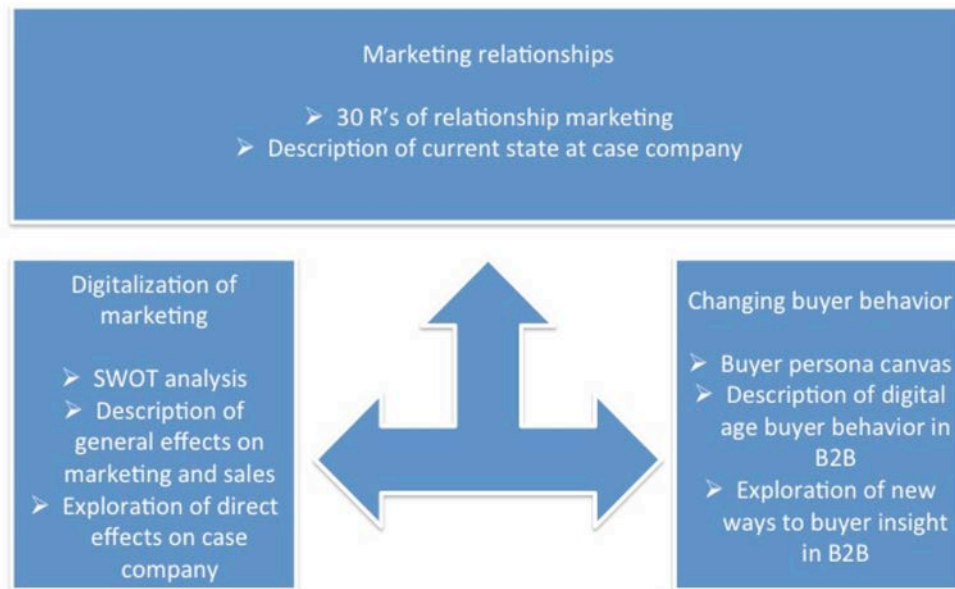 Marketing relationships
➢ 30 R's of relationship marketing
➢ Description of current state at case company
Digitalization of
marketing
➢ SWOT analysis
➢ Description of
general effects on
marketing and sales
➢ Exploration of direct
effects on case
company
Changing buyer behavior
➢ Buyer persona canvas
➢ Description of digital
age buyer behavior in
B2B
➢ Exploration of new
ways to buyer insight
in B2B